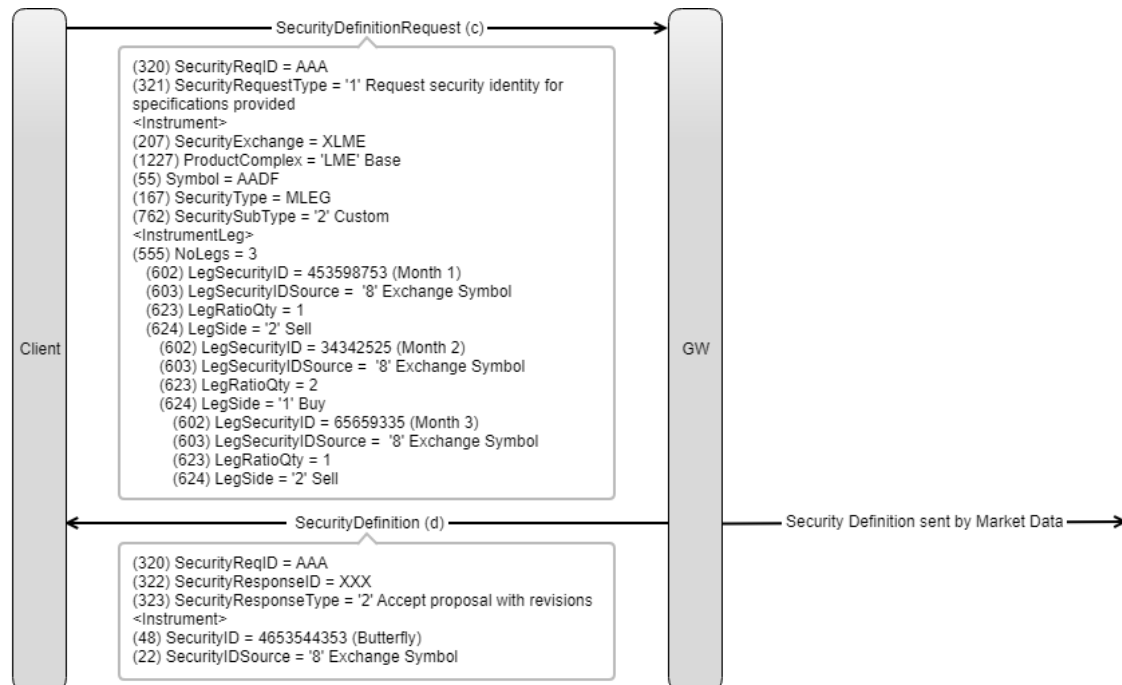 SecurityDefinitionRequest (c)
(320) SecurityReqID = AAA
(321) SecurityRequestType = '1' Request security identity for
specifications provided
<Instrument>
(207) SecurityExchange = XLME
(1227) ProductComplex = 'LME' Base
(55) Symbol = AADF
(167) SecurityType = MLEG
(762) SecuritySubType = '2' Custom
<InstrumentLeg>
(555) NoLegs = 3
(602) LegSecurityID = 453598753 (Month 1)
(603) LegSecurityIDSource = '8' Exchange Symbol
(623) LegRatioQty = 1
(624) LegSide = '2' Sell
Client
GW
(602) LegSecurityID = 34342525 (Month 2)
(603) LegSecurityIDSource = '8' Exchange Symbol
(623) LegRatioQty = 2
(624) LegSide = '1' Buy
(602) LegSecurityID = 65659335 (Month 3)
(603) LegSecurityIDSource = '8' Exchange Symbol
(623) LegRatioQty = 1
(624) LegSide = '2' Sell
SecurityDefinition (d)
Security Definition sent by Market Data
(320) SecurityReqID = AAA
(322) SecurityResponseID = XXX
(323) SecurityResponseType = '2' Accept proposal with revisions
<Instrument>
(48) SecurityID = 4653544353 (Butterfly)
(22) SecurityIDSource = '8' Exchange Symbol